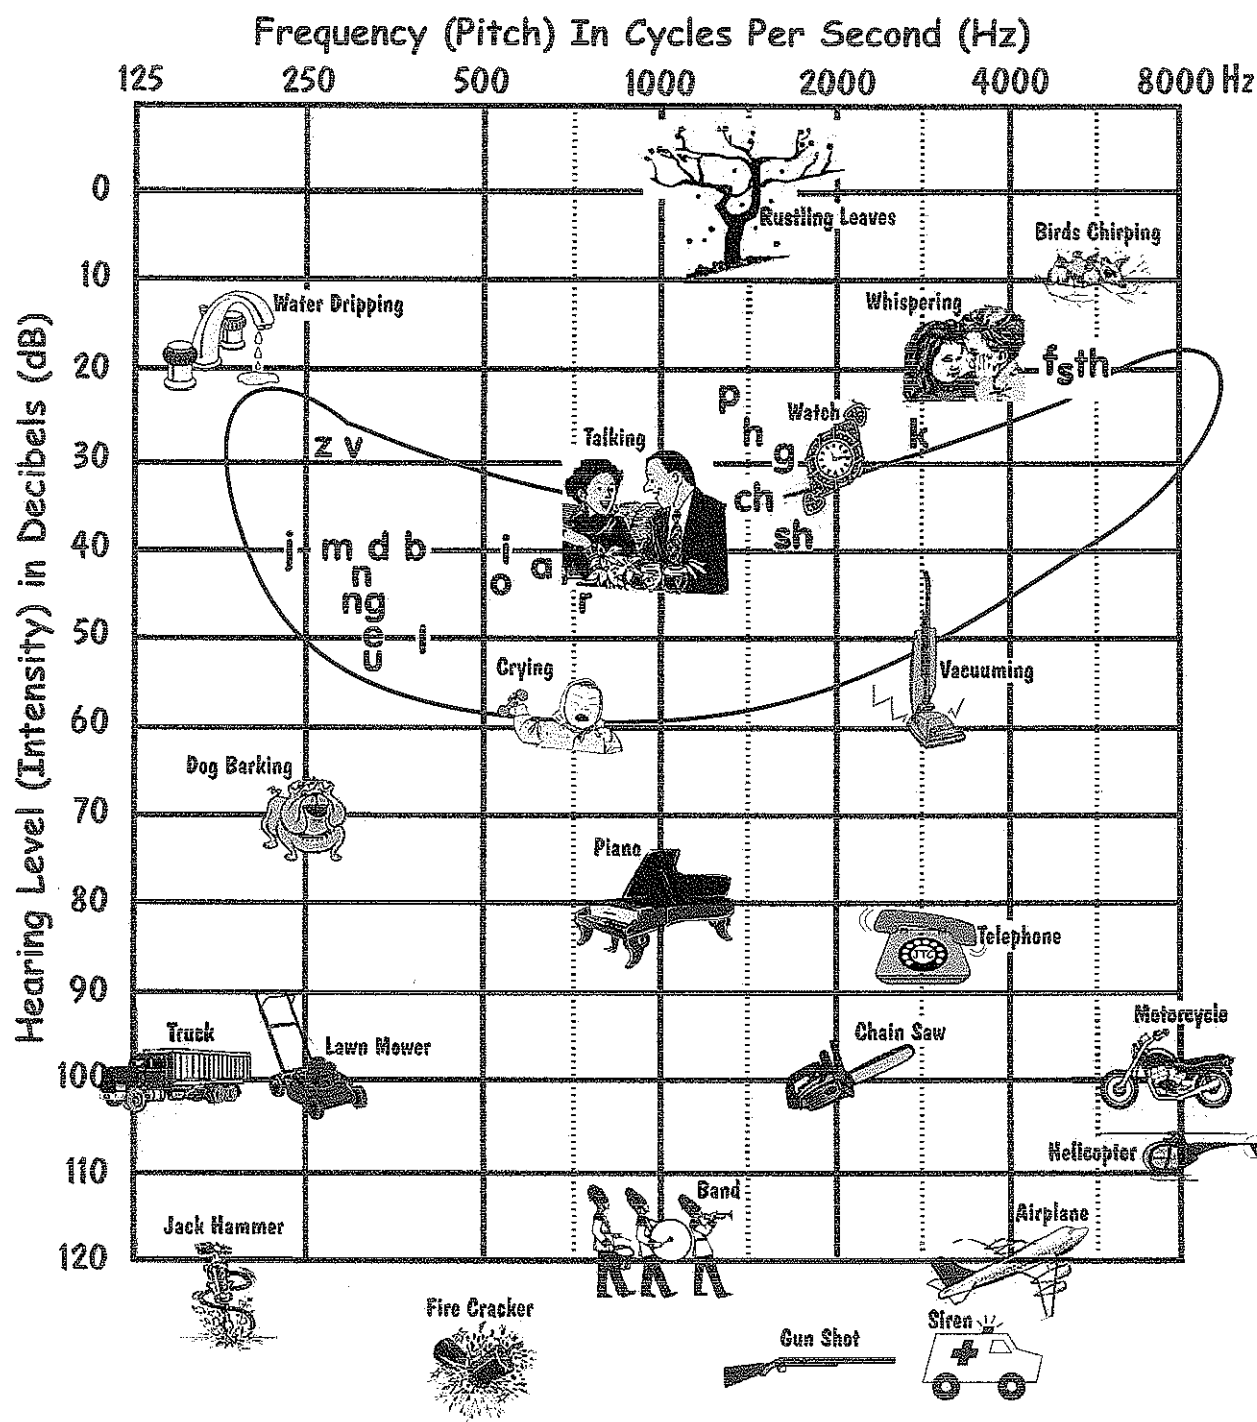 Frequency (Pitch) In Cycles Per Second (Hz)
125 250 500 1000 2000 4000 8000 Hz
Hearing Level (Intensity) in Decibels (dB)
0
Rustling Leaves
Birds Chirping
10
Water Dripping
Whispering
20
f s th
p
Watch
z v
Talking
h
k
30
g
ch
sh
40
j m d b i
n
o
a
ng
r
50
e
l
u
Crying
Vacuuming
60
Dog Barking
70
Piano
80
Telephone
90
Motorcycle
Truck
Lawn Mower
Chain Saw
100
Helicopter
110
Band
Jack Hammer
Airplane
120
Fire Cracker
Siren
Gun Shot